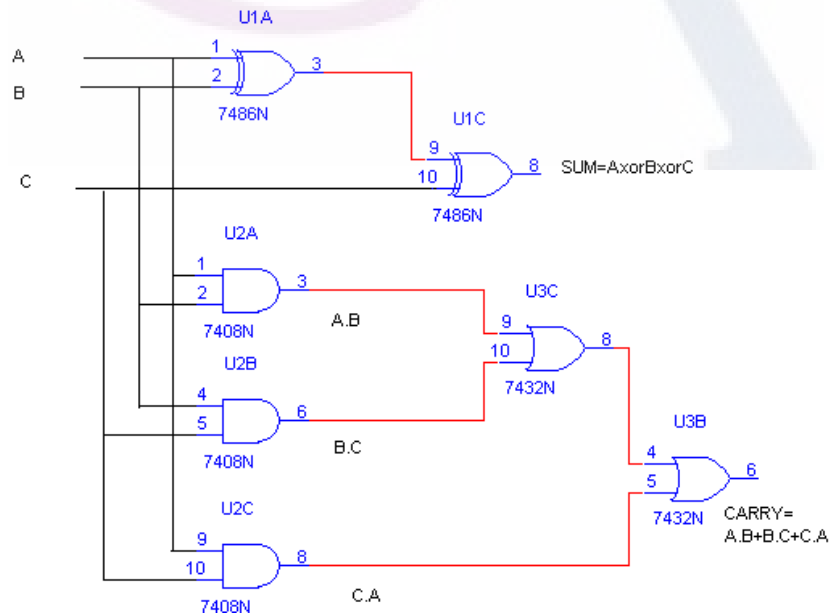 U1A
A
1
3
B
2
7486N
U1C
9
8
SUM=AxorBxorC
C
10
7486N
U2A
1
3
2
A.B
7408N
U3C
9
8
10
7432N
U2B
4
6
5
B.C
7408N
U3B
4
6
5
7432N
CARRY=
A.B+B.C+C.A
U2C
9
8
10
C.A
7408N